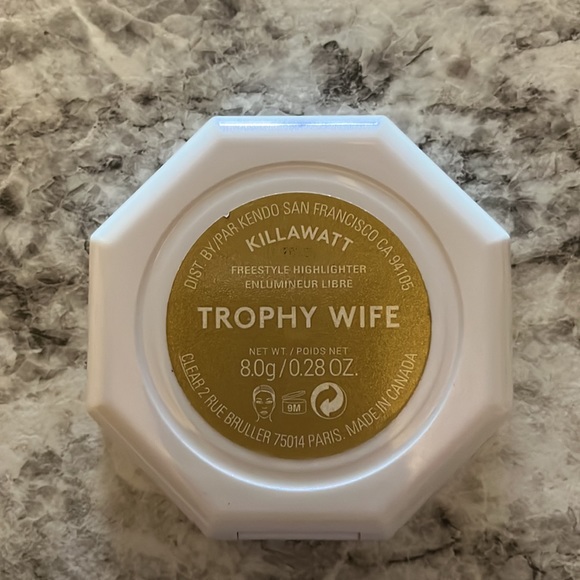 DIST. BY/PAR KENDO SAN FRANCISCO CA 94105
KILLAWATT
FREESTYLE HIGHLIGHTER
ENLUMINEUR LIBRE
TROPHY WIFE
NET WT. / POIDS NET
8.0g/0.28 OZ.
9M
CLEAR 2 RUE BRULLER 75014 PARIS. MADE IN CANADA